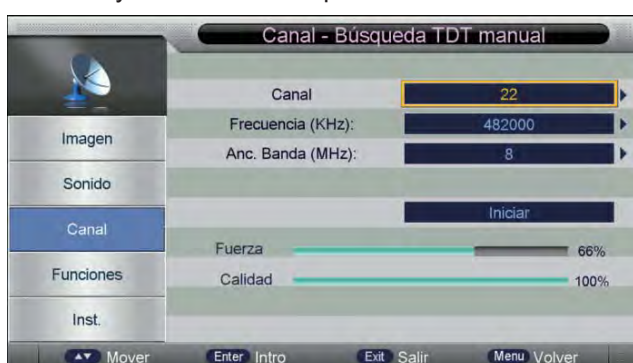 Canal - Búsqueda TDT manual
Canal 22
Frecuencia (KHz): 482000
Anc. Banda (MHz): 8
Iniciar
Fuerza 66%
Calidad 100%
Imagen
Sonido
Canal
Funciones
Inst.
Mover Enter Intro Exit Salir Menu Volver